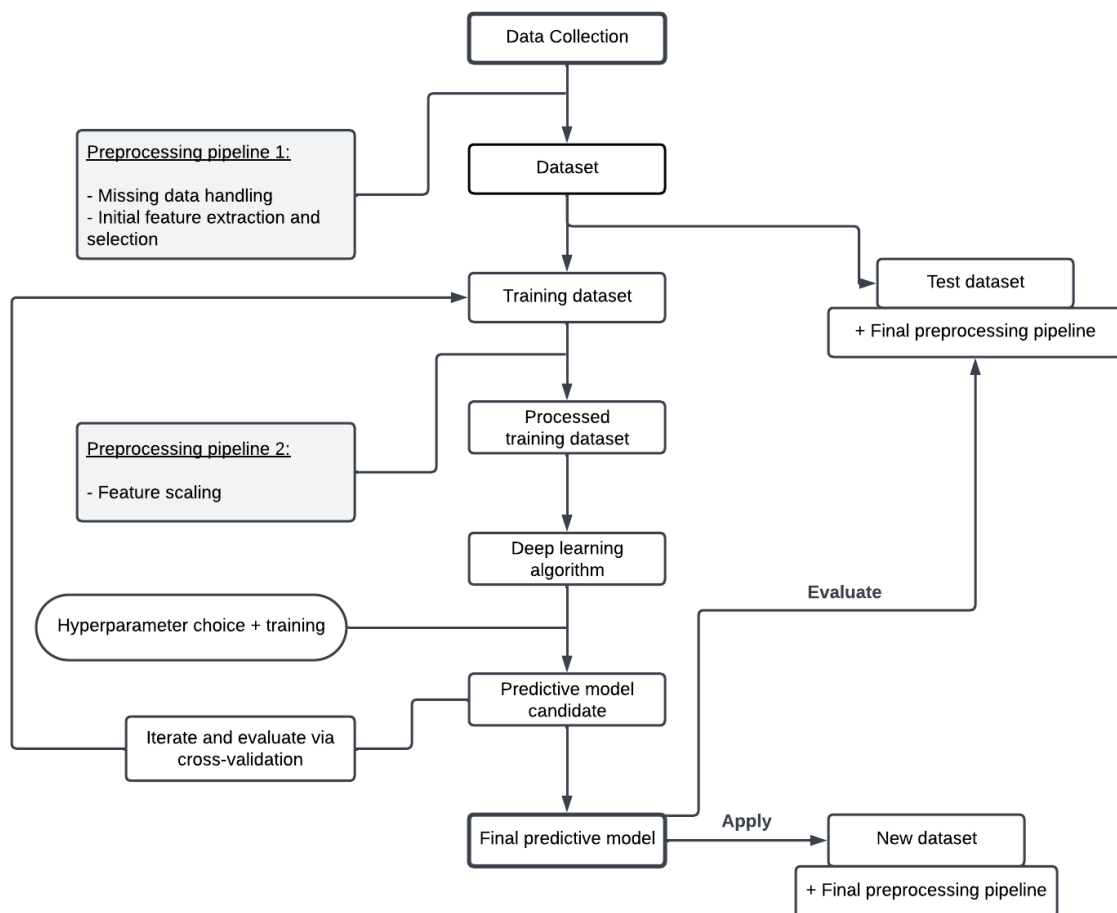 Data Collection
Preprocessing pipeline 1:
- Missing data handling
- Initial feature extraction and
selection
Dataset
Training dataset
Test dataset
+ Final preprocessing pipeline
Preprocessing pipeline 2:
- Feature scaling
Processed
training dataset
Deep learning
algorithm
Evaluate
Hyperparameter choice + training
Predictive model
candidate
Iterate and evaluate via
cross-validation
Final predictive model
Apply
New dataset
+ Final preprocessing pipeline